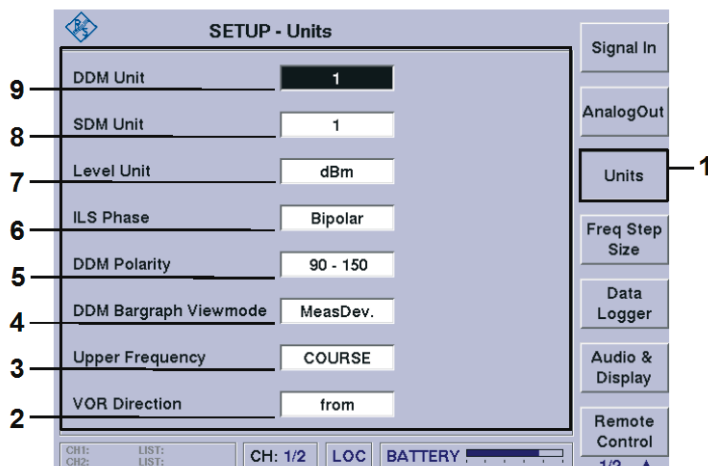 SETUP - Units
DDM Unit 1
SDM Unit 1
Level Unit dBm
ILS Phase Bipolar
DDM Polarity 90 - 150
DDM Bargraph Viewmode MeasDev.
Upper Frequency COURSE
VOR Direction from
9
8
7
6
5
4
3
2
Signal In
AnalogOut
Units
1
Freq Step
Size
Data
Logger
Audio &
Display
Remote
Control
1/2
CH1: LIST:
CH2: LIST:
CH: 1/2 LOC BATTERY
R S